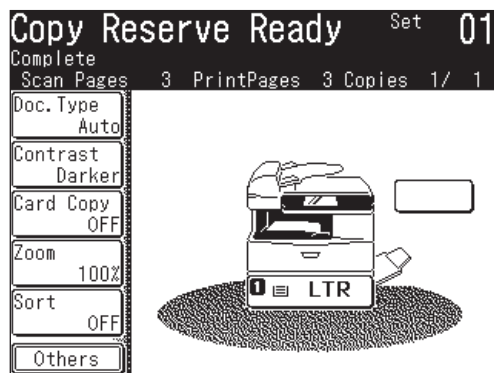 Copy Reserve Ready Set 01
Complete
Scan Pages 3 PrintPages 3 Copies 1/ 1
Doc.Type
Auto
Contrast
Darker
Card Copy
OFF
Zoom
100%
Sort
OFF
Others
1 LTR